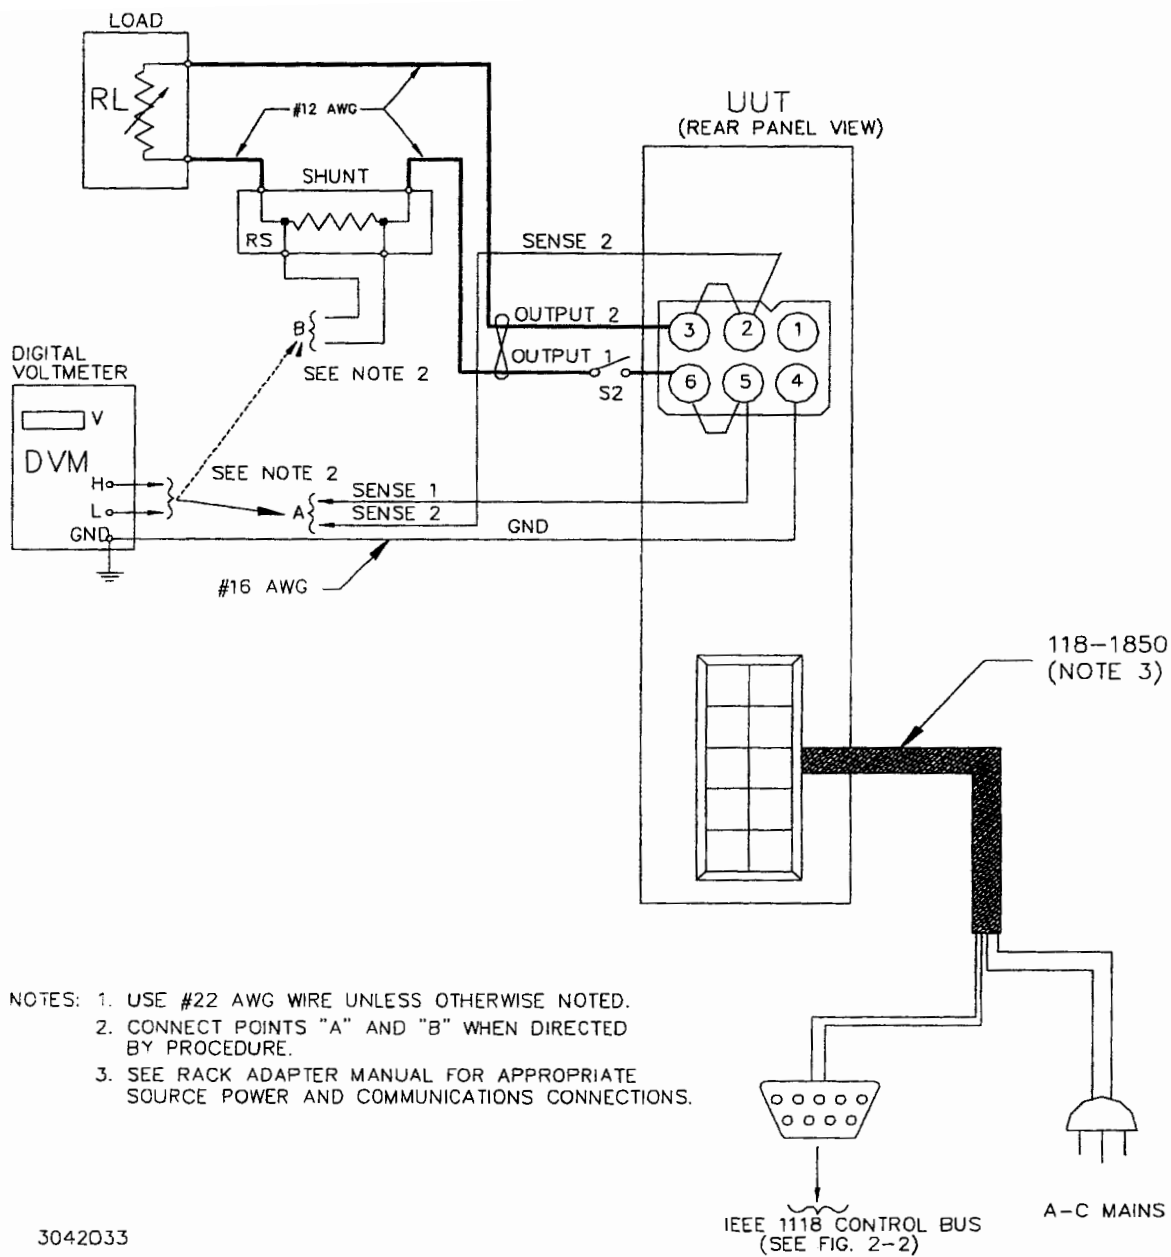 LOAD
RL
#12 AWG
UUT
(REAR PANEL VIEW)
SHUNT
RS
SENSE 2
OUTPUT 2
3 2 1
B
OUTPUT 1
SEE NOTE 2
S2
6 5 4
DIGITAL
VOLTMETER
V
DVM
H
L
GND
SEE NOTE 2
SENSE 1
A
SENSE 2
GND
#16 AWG
118-1850
(NOTE 3)
NOTES: 1. USE #22 AWG WIRE UNLESS OTHERWISE NOTED.
2. CONNECT POINTS "A" AND "B" WHEN DIRECTED
BY PROCEDURE.
3. SEE RACK ADAPTER MANUAL FOR APPROPRIATE
SOURCE POWER AND COMMUNICATIONS CONNECTIONS.
A-C MAINS
IEEE 1118 CONTROL BUS
(SEE FIG. 2-2)
3042D33